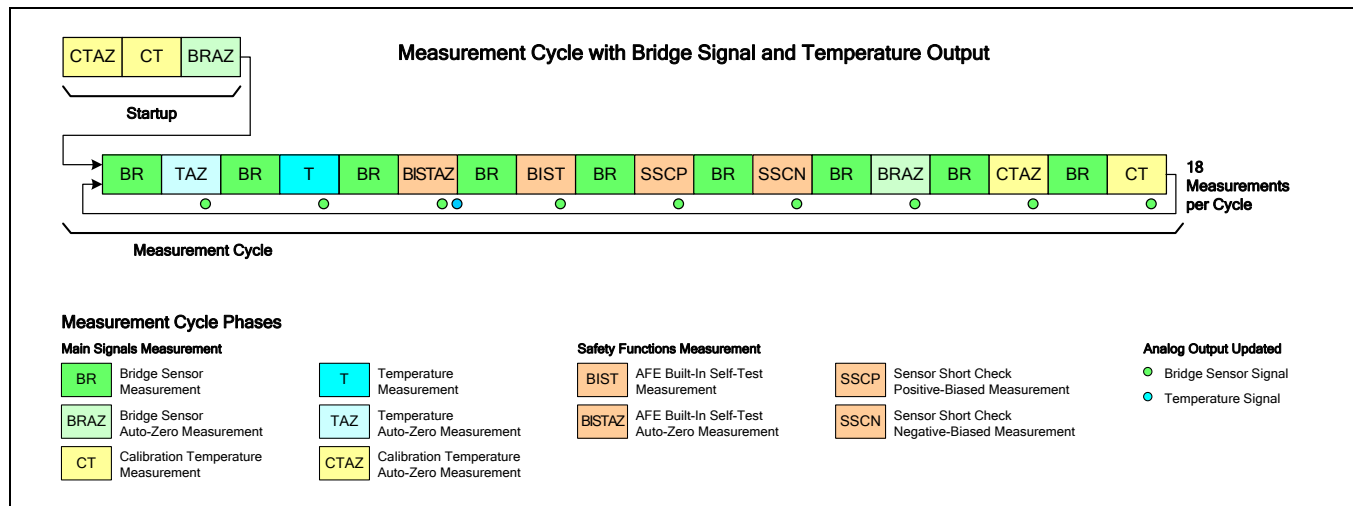 Measurement Cycle with Bridge Signal and Temperature Output
CTAZ CT BRAZ
Startup
BR TAZ BR T BR BISTAZ BR BIST BR SSCP BR SSCN BR BRAZ BR CTAZ BR CT
18
Measurements
per Cycle
Measurement Cycle
Measurement Cycle Phases
Main Signals Measurement
BR
Bridge Sensor
Measurement
BRAZ
Bridge Sensor
Auto-Zero Measurement
CT
Calibration Temperature
Measurement
T
Temperature
Measurement
TAZ
Temperature
Auto-Zero Measurement
CTAZ
Calibration Temperature
Auto-Zero Measurement
Safety Functions Measurement
BIST
AFE Built-In Self-Test
Measurement
BISTAZ
AFE Built-In Self-Test
Auto-Zero Measurement
SSCP
Sensor Short Check
Positive-Biased Measurement
SSCN
Sensor Short Check
Negative-Biased Measurement
Analog Output Updated
Bridge Sensor Signal
Temperature Signal